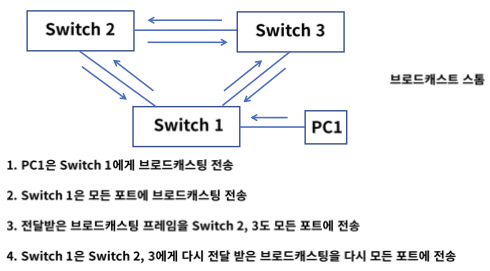 Switch 2
Switch 3
브로드캐스트 스톰
Switch 1
PC1
1. PC1은 Switch 1에게 브로드캐스팅 전송
2. Switch 1은 모든 포트에 브로드캐스팅 전송
3. 전달받은 브로드캐스팅 프레임을 Switch 2, 3도 모든 포트에 전송
4. Switch 1은 Switch 2, 3에게 다시 전달 받은 브로드캐스팅을 다시 모든 포트에 전송